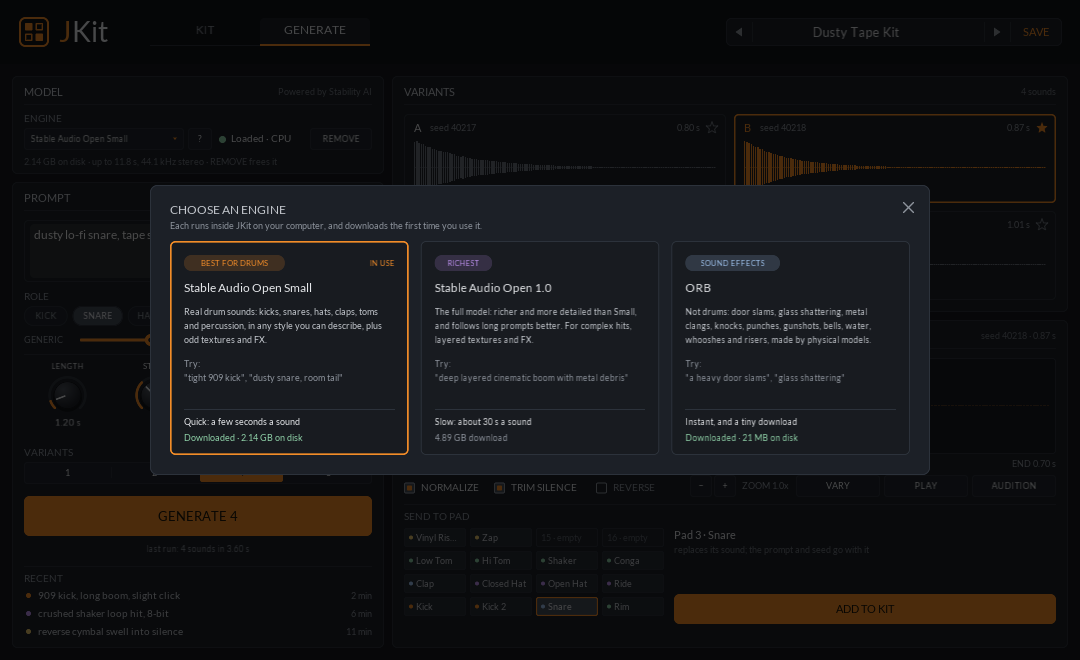 JKit
KIT
GENERATE
Dusty Tape Kit
SAVE
MODEL
Powered by Stability AI
ENGINE
Stable Audio Open Small
?
Loaded · CPU
REMOVE
2.14 GB on disk · up to 11.8 s, 44.1 kHz stereo · REMOVE frees it
PROMPT
dusty lo-fi snare, tape s
ROLE
KICK
SNARE
HA
GENERIC
LENGTH
ST
1.20 s
VARIANTS
1
GENERATE 4
last run: 4 sounds in 3.60 s
RECENT
909 kick, long boom, slight click
2 min
crushed shaker loop hit, 8-bit
6 min
reverse cymbal swell into silence
11 min
VARIANTS
4 sounds
A
seed 40217
0.80 s
B
seed 40218
0.87 s
1.01 s
seed 40218 · 0.87 s
END 0.70 s
CHOOSE AN ENGINE
Each runs inside JKit on your computer, and downloads the first time you use it.
BEST FOR DRUMS
IN USE
Stable Audio Open Small
Real drum sounds: kicks, snares, hats, claps, toms
and percussion, in any style you can describe, plus
odd textures and FX.
Try:
"tight 909 kick", "dusty snare, room tail"
Quick: a few seconds a sound
Downloaded · 2.14 GB on disk
RICHEST
Stable Audio Open 1.0
The full model: richer and more detailed than Small,
and follows long prompts better. For complex hits,
layered textures and FX.
Try:
"deep layered cinematic boom with metal debris"
Slow: about 30 s a sound
4.89 GB download
SOUND EFFECTS
ORB
Not drums: door slams, glass shattering, metal
clangs, knocks, punches, gunshots, bells, water,
whooshes and risers, made by physical models.
Try:
"a heavy door slams", "glass shattering"
Instant, and a tiny download
Downloaded · 21 MB on disk
NORMALIZE
TRIM SILENCE
REVERSE
−
+
ZOOM 1.0x
VARY
PLAY
AUDITION
SEND TO PAD
Vinyl Ris...
Zap
15 · empty
16 · empty
Low Tom
Hi Tom
Shaker
Conga
Clap
Closed Hat
Open Hat
Ride
Kick
Kick 2
Snare
Rim
Pad 3 · Snare
replaces its sound; the prompt and seed go with it
ADD TO KIT